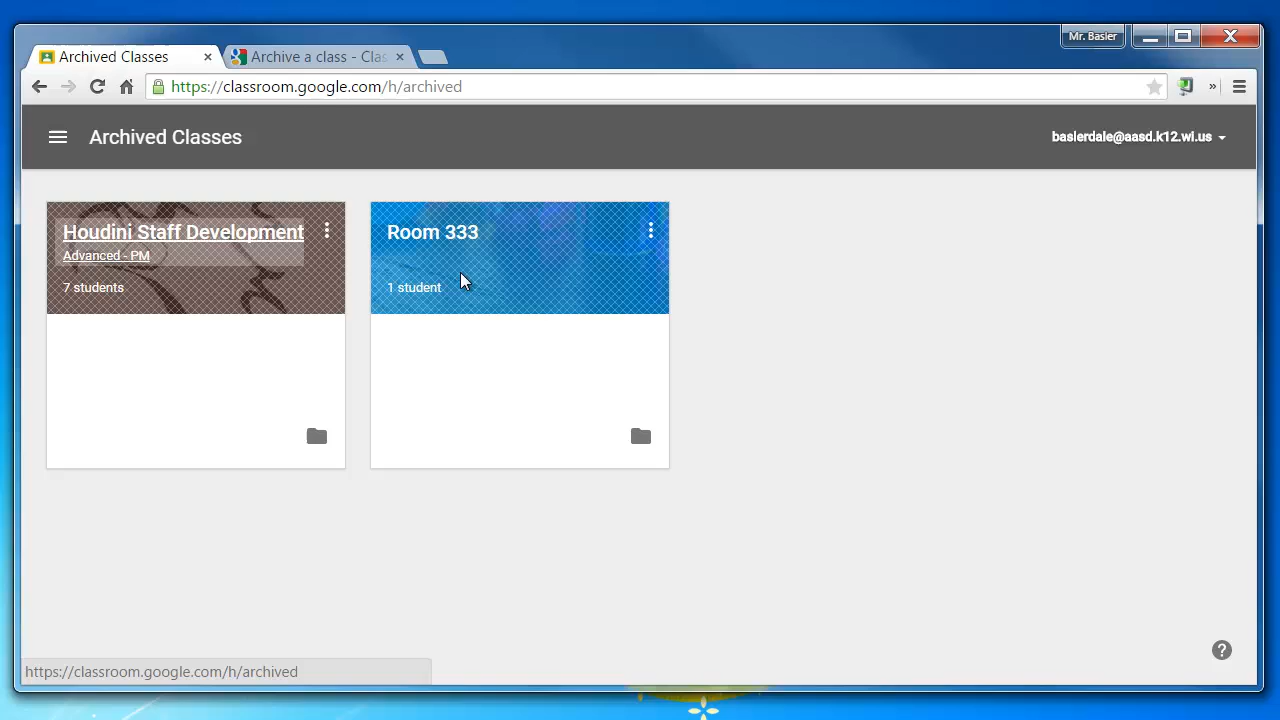 Mr. Basler
Archived Classes
Archive a class - Clas
https://classroom.google.com/h/archived
Archived Classes
baslerdale@aasd.k12.wi.us
Houdini Staff Development
Advanced - PM
7 students
Room 333
1 student
https://classroom.google.com/h/archived